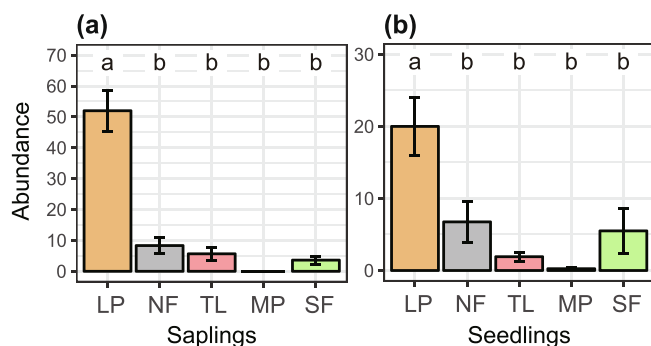 (a)
70
60
50
40
30
20
10
0
Abundance
a b b b b
LP NF TL MP SF
Saplings
(b)
30
20
10
0
a b b b b
LP NF TL MP SF
Seedlings